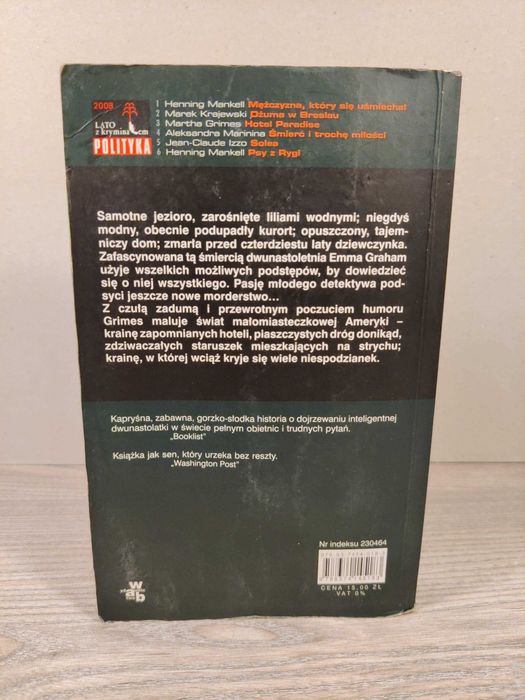 2008
LATO
z kryminałem
POLITYKA
1 Henning Mankell Mężczyzna, który się uśmiechał
2 Marek Krajewski Dżuma w Breslau
3 Martha Grimes Hotel Paradise
4 Aleksandra Marinina Śmierć i trochę miłości
5 Jean-Claude Izzo Solea
6 Henning Mankell Psy z Rygi
Samotne jezioro, zarośnięte liliami wodnymi; niegdyś
modny, obecnie podupadły kurort; opuszczony, tajem-
niczy dom; zmarła przed czterdziestu laty dziewczynka.
Zafascynowana tą śmiercią dwunastoletnia Emma Graham
użyje wszelkich możliwych podstępów, by dowiedzieć
się o niej wszystkiego. Pasję młodego detektywa pod-
syci jeszcze nowe morderstwo...
Z czułą zadumą i przewrotnym poczuciem humoru
Grimes maluje świat małomiasteczkowej Ameryki –
krainę zapomnianych hoteli, piaszczystych dróg donikąd,
zdziwaczałych staruszek mieszkających na strychu;
krainę, w której wciąż kryje się wiele niespodzianek.
Kapryśna, zabawna, gorzko-słodka historia o dojrzewaniu inteligentnej
dwunastolatki w świecie pełnym obietnic i trudnych pytań.
„Booklist"
Książka jak sen, który urzeka bez reszty.
„Washington Post"
Nr indeksu 230464
CENA 15,00 ZŁ
VAT 0%
w
ab